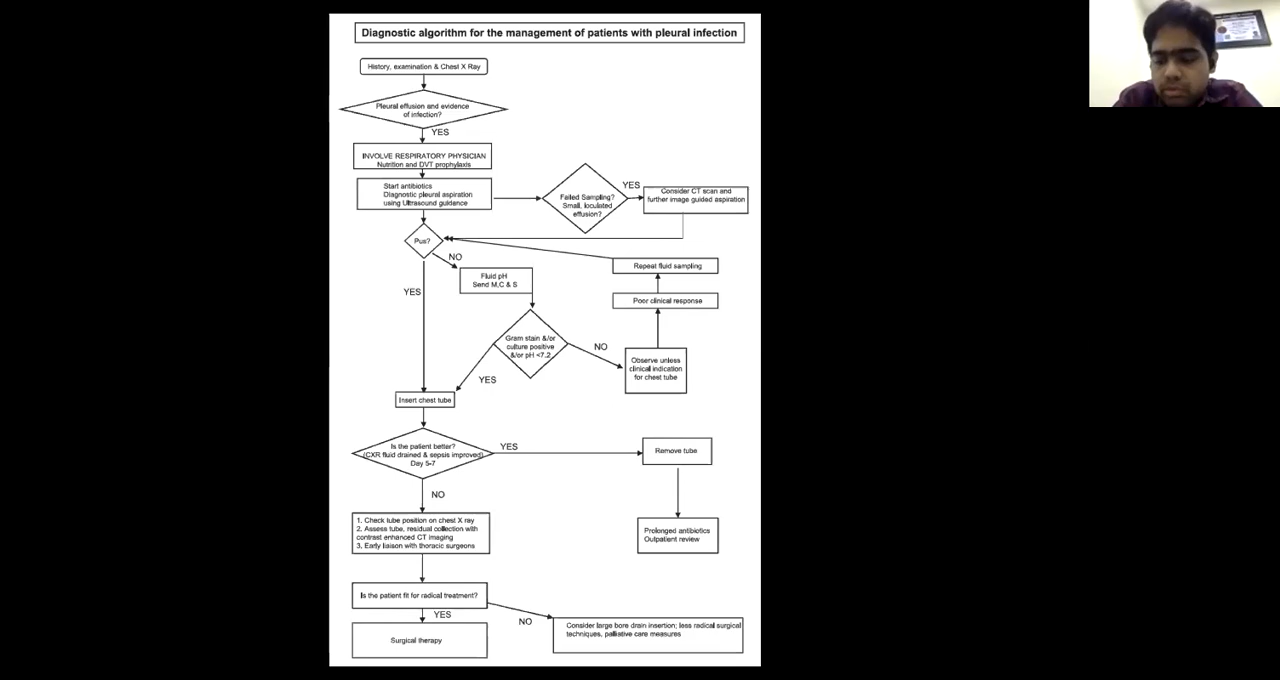 Diagnostic algorithm for the management of patients with pleural infection
History, examination & Chest X Ray
Pleural effusion and evidence
of infection?
YES
INVOLVE RESPIRATORY PHYSICIAN
Nutrition and DVT prophylaxis
Start antibiotics
Diagnostic pleural aspiration
using Ultrasound guidance
Failed Sampling?
Small, loculated
effusion?
YES
Consider CT scan and
further image guided aspiration
Pus?
NO
YES
Fluid pH
Send M,C & S
Repeat fluid sampling
Poor clinical response
Gram stain &/or
culture positive
&/or pH <7.2
NO
Observe unless
clinical indication
for chest tube
YES
Insert chest tube
Is the patient better?
(CXR fluid drained & sepsis improved)
Day 5-7
YES
Remove tube
NO
Prolonged antibiotics
Outpatient review
1. Check tube position on chest X ray
2. Assess tube, residual collection with
contrast enhanced CT imaging
3. Early liaison with thoracic surgeons
Is the patient fit for radical treatment?
YES
NO
Surgical therapy
Consider large bore drain insertion; less radical surgical
techniques, palliative care measures